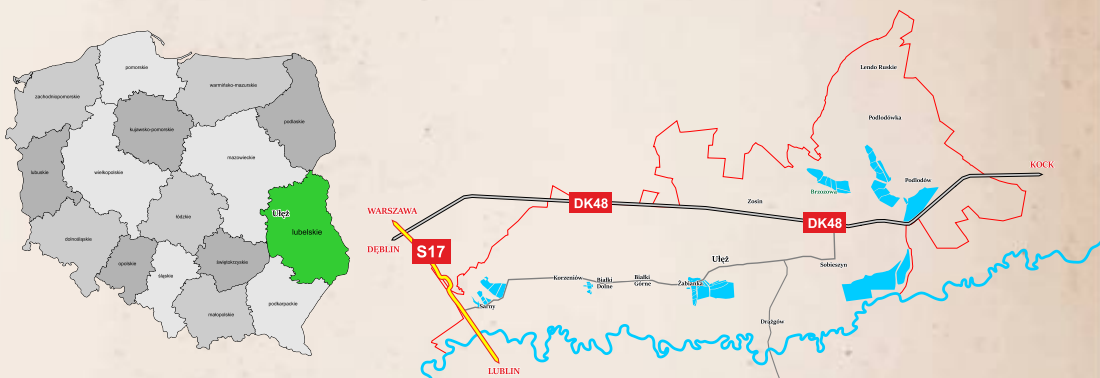 pomorskie
zachodniopomorskie
warmińsko-mazurskie
podlaskie
kujawsko-pomorskie
mazowieckie
lubuskie
wielkopolskie
łódzkie
Ułęż
lubelskie
dolnośląskie
opolskie
śląskie
świętokrzyskie
podkarpackie
małopolskie
Lendo Ruskie
Podlodówka
KOCK
Podlodów
Brzozowa
Zosin
DK48
DK48
WARSZAWA
DĘBLIN
S17
Ułęż
Sobieszyn
Korzeniów
Białki
Dolne
Białki
Górne
Żabianka
Sarny
Drążgów
LUBLIN